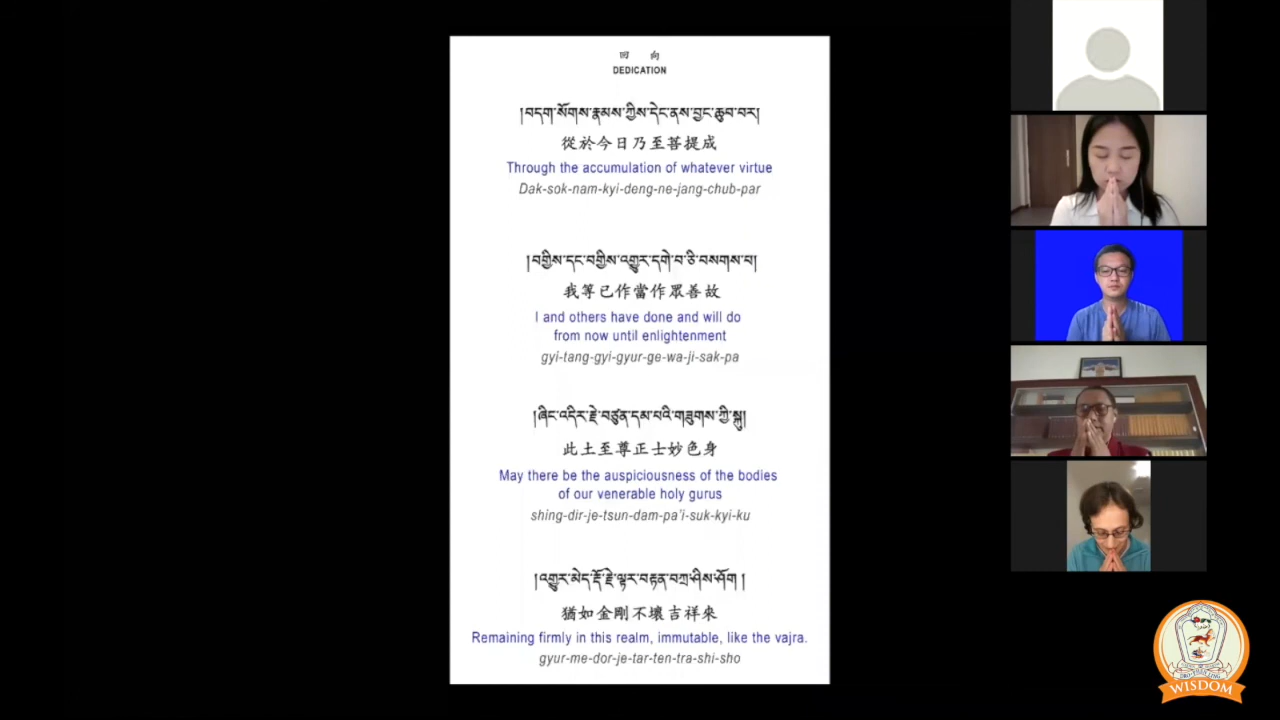 回 向
DEDICATION
།བདག་སོགས་རྣམས་ཀྱིས་དེང་ནས་བྱང་ཆུབ་བར།
從於今日乃至菩提成
Through the accumulation of whatever virtue
Dak-sok-nam-kyi-deng-ne-jang-chub-par
།བགྱིས་དང་བགྱིས་འགྱུར་དགེ་བ་ཅི་བསགས་པ།
我等已作當作眾善故
I and others have done and will do
from now until enlightenment
gyi-tang-gyi-gyur-ge-wa-ji-sak-pa
།ཞིང་འདིར་རྗེ་བཙུན་དམ་པའི་གཟུགས་ཀྱི་སྐུ།
此土至尊正士妙色身
May there be the auspiciousness of the bodies
of our venerable holy gurus
shing-dir-je-tsun-dam-pa'i-suk-kyi-ku
།འགྱུར་མེད་རྡོ་རྗེ་ལྟར་བརྟན་བཀྲ་ཤིས་ཤོག །
猶如金剛不壞吉祥來
Remaining firmly in this realm, immutable, like the vajra.
gyur-me-dor-je-tar-ten-tra-shi-sho
WISDOM